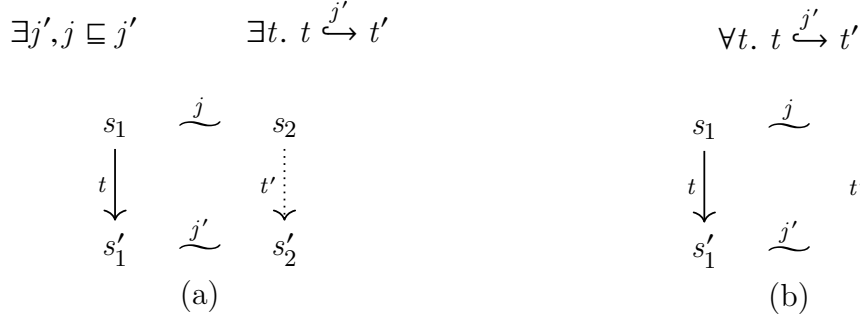 ∃j′, j ⊑ j′ ∃t. t ↪^{j′} t′ ∀t. t ↪^{j′} t′
s₁ ∼^{j} s₂ s₁ ∼^{j}
t t′ t t
s′₁ ∼^{j′} s′₂ s′₁ ∼^{j′}
(a) (b)